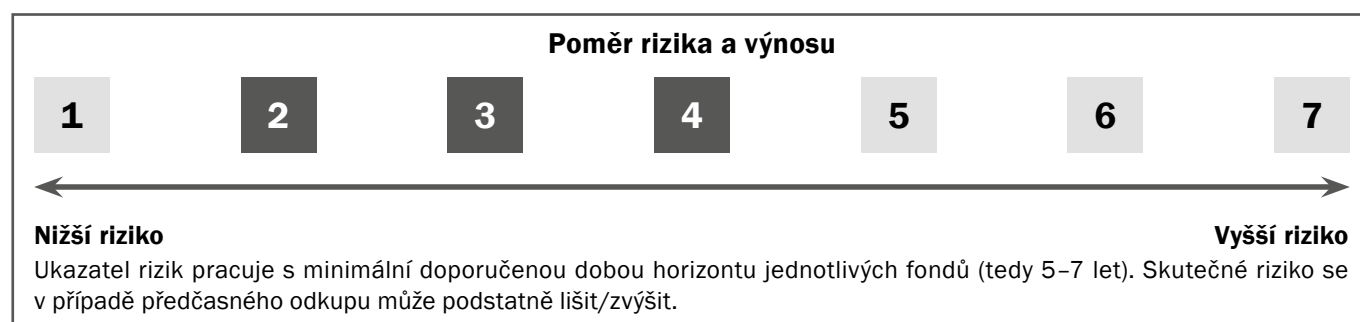 Poměr rizika a výnosu
1 2 3 4 5 6 7
Nižší riziko Vyšší riziko
Ukazatel rizik pracuje s minimální doporučenou dobou horizontu jednotlivých fondů (tedy 5–7 let). Skutečné riziko se
v případě předčasného odkupu může podstatně lišit/zvýšit.